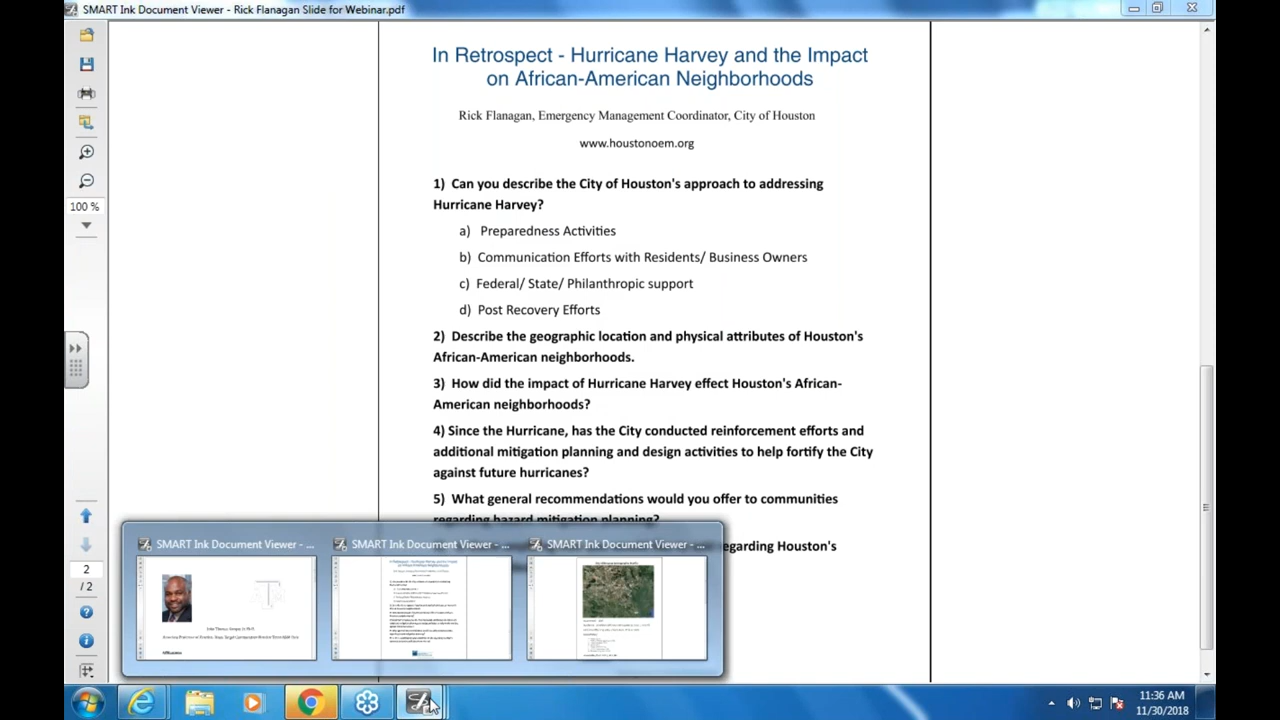 SMART Ink Document Viewer - Rick Flanagan Slide for Webinar.pdf
In Retrospect - Hurricane Harvey and the Impact
on African-American Neighborhoods
Rick Flanagan, Emergency Management Coordinator, City of Houston
www.houstonoem.org
1) Can you describe the City of Houston's approach to addressing
Hurricane Harvey?
a) Preparedness Activities
b) Communication Efforts with Residents/ Business Owners
c) Federal/ State/ Philanthropic support
d) Post Recovery Efforts
2) Describe the geographic location and physical attributes of Houston's
African-American neighborhoods.
3) How did the impact of Hurricane Harvey effect Houston's African-
American neighborhoods?
4) Since the Hurricane, has the City conducted reinforcement efforts and
additional mitigation planning and design activities to help fortify the City
against future hurricanes?
5) What general recommendations would you offer to communities
regarding hazard mitigation planning?
egarding Houston's
100 %
2
/ 2
SMART Ink Document Viewer - ...
SMART Ink Document Viewer - ...
SMART Ink Document Viewer - ...
11:36 AM
11/30/2018